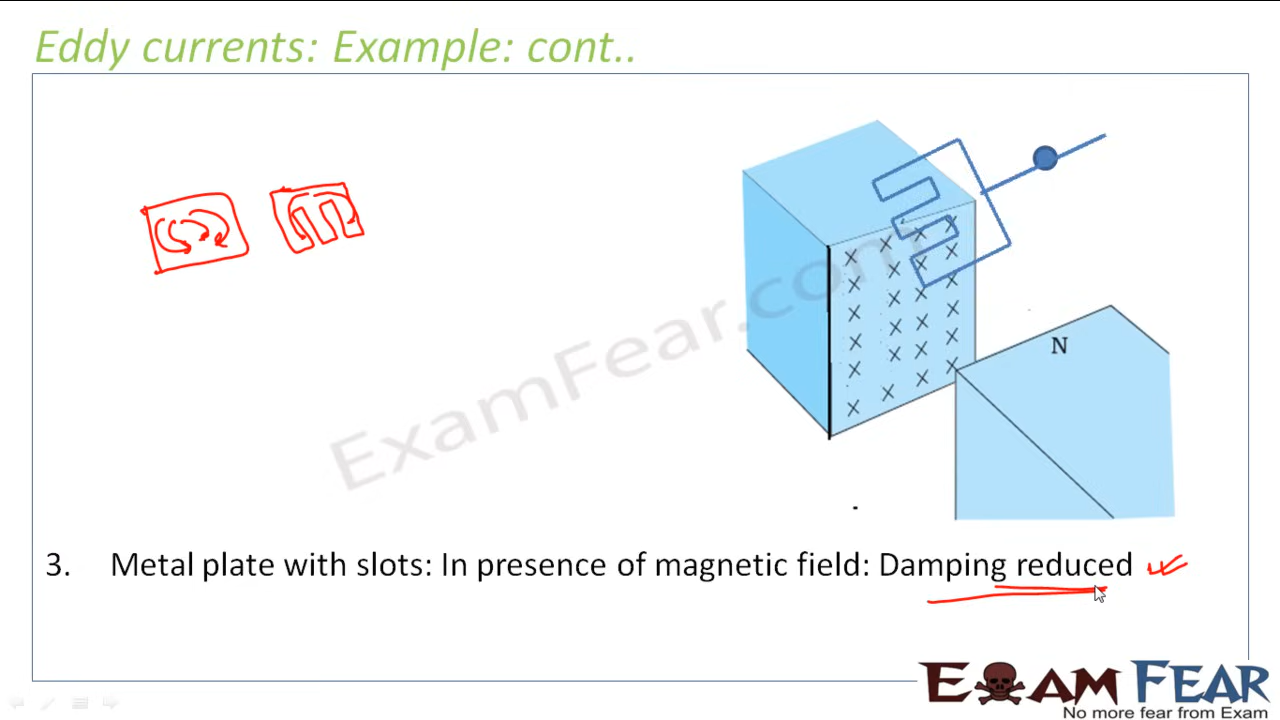 Eddy currents: Example: cont..
N
ExamFear.com
3. Metal plate with slots: In presence of magnetic field: Damping reduced
EXAM FEAR
No more fear from Exam